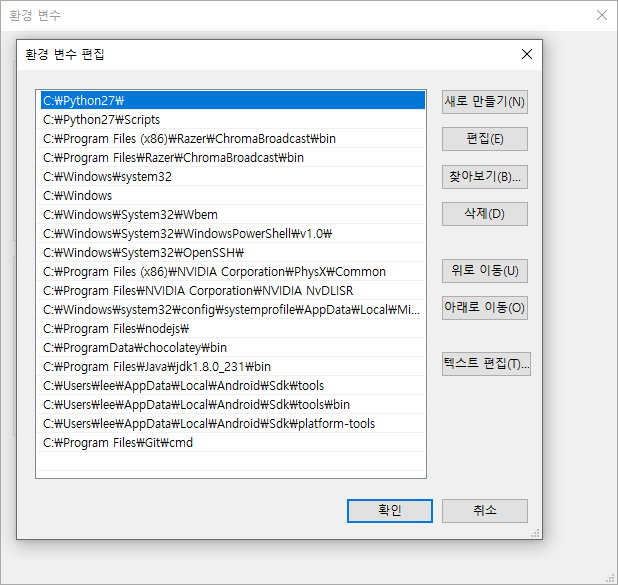 환경 변수
환경 변수 편집
C:₩Python27₩
C:₩Python27₩Scripts
C:₩Program Files (x86)₩Razer₩ChromaBroadcast₩bin
C:₩Program Files₩Razer₩ChromaBroadcast₩bin
C:₩Windows₩system32
C:₩Windows
C:₩Windows₩System32₩Wbem
C:₩Windows₩System32₩WindowsPowerShell₩v1.0₩
C:₩Windows₩System32₩OpenSSH₩
C:₩Program Files (x86)₩NVIDIA Corporation₩PhysX₩Common
C:₩Program Files₩NVIDIA Corporation₩NVIDIA NvDLISR
C:₩Windows₩system32₩config₩systemprofile₩AppData₩Local₩Mi...
C:₩Program Files₩nodejs₩
C:₩ProgramData₩chocolatey₩bin
C:₩Program Files₩Java₩jdk1.8.0_231₩bin
C:₩Users₩lee₩AppData₩Local₩Android₩Sdk₩tools
C:₩Users₩lee₩AppData₩Local₩Android₩Sdk₩tools₩bin
C:₩Users₩lee₩AppData₩Local₩Android₩Sdk₩platform-tools
C:₩Program Files₩Git₩cmd
새로 만들기(N)
편집(E)
찾아보기(B)...
삭제(D)
위로 이동(U)
아래로 이동(O)
텍스트 편집(T)...
확인
취소